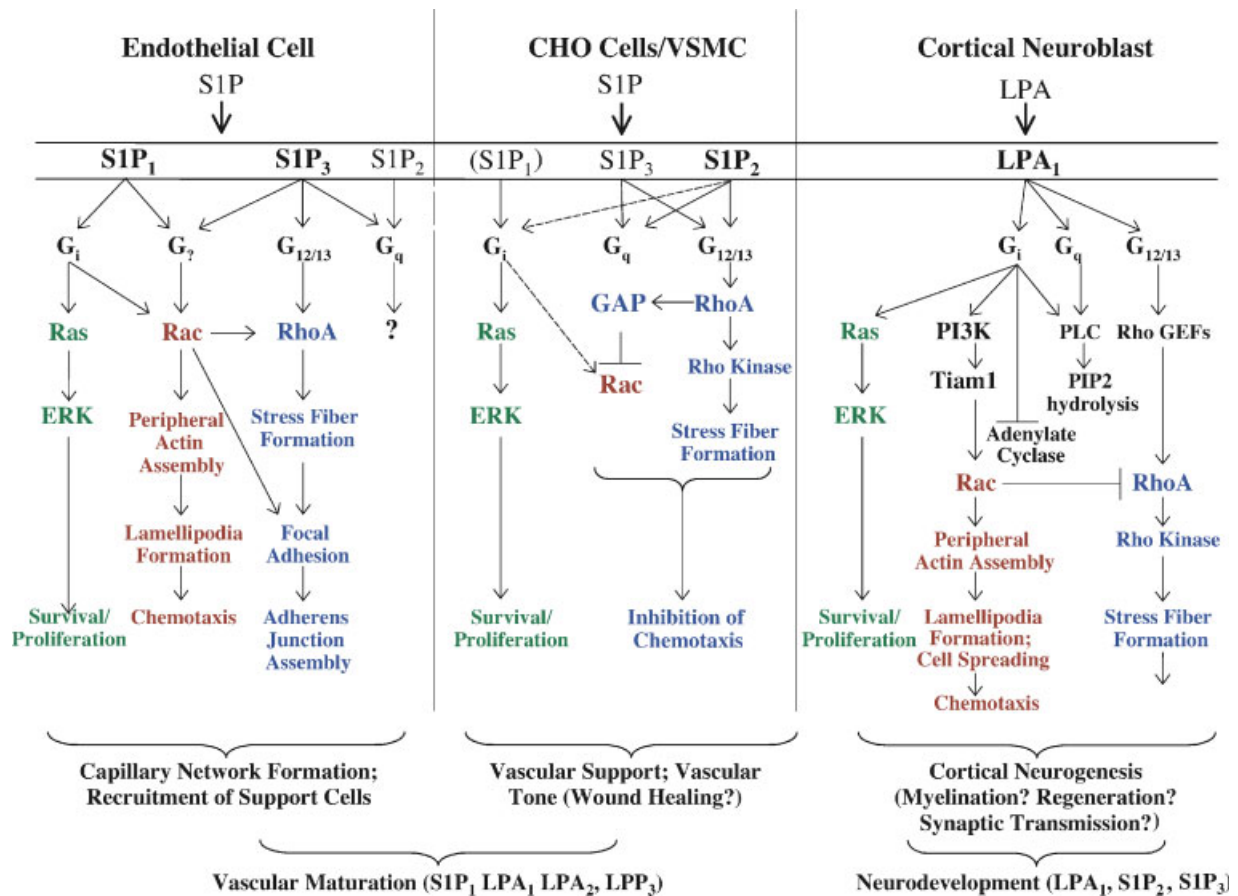 Endothelial Cell
S1P
S1P1 S1P3 S1P2
Gi G? G12/13 Gq
Ras Rac RhoA ?
ERK
Peripheral
Actin
Assembly
Stress Fiber
Formation
Lamellipodia
Formation
Focal
Adhesion
Survival/
Proliferation
Chemotaxis
Adherens
Junction
Assembly
Capillary Network Formation;
Recruitment of Support Cells
CHO Cells/VSMC
S1P
(S1P1) S1P3 S1P2
Gi Gq G12/13
GAP RhoA
Ras
Rac
Rho Kinase
ERK
Stress Fiber
Formation
Survival/
Proliferation
Inhibition of
Chemotaxis
Vascular Support; Vascular
Tone (Wound Healing?)
Cortical Neuroblast
LPA
LPA1
Gi Gq G12/13
Ras PI3K PLC Rho GEFs
Tiam1
PIP2
hydrolysis
ERK
Adenylate
Cyclase
Rac RhoA
Peripheral
Actin Assembly
Rho Kinase
Survival/
Proliferation
Lamellipodia
Formation;
Cell Spreading
Stress Fiber
Formation
Chemotaxis
Cortical Neurogenesis
(Myelination? Regeneration?
Synaptic Transmission?)
Vascular Maturation (S1P1 LPA1 LPA2, LPP3)
Neurodevelopment (LPA1, S1P2, S1P3)